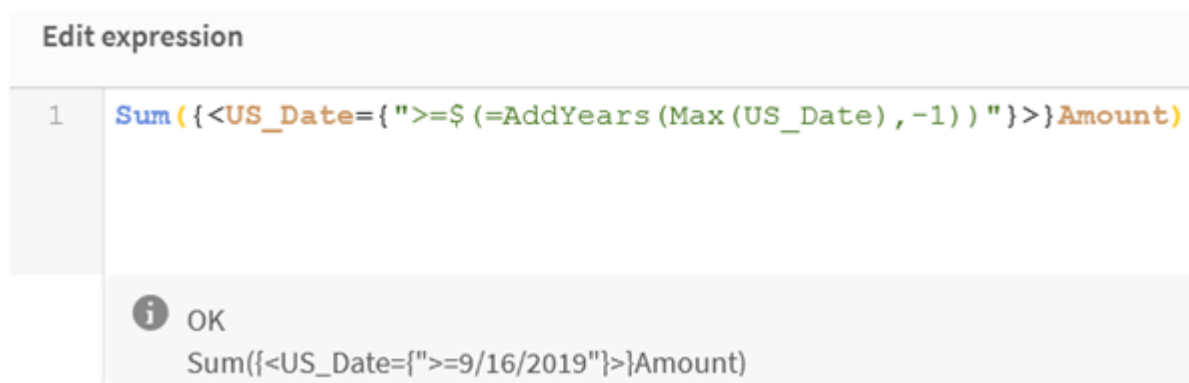 Edit expression
1 Sum({<US_Date={">=$(=AddYears(Max(US_Date),-1))"}>}Amount)
OK
Sum({<US_Date={">=9/16/2019"}>}Amount)